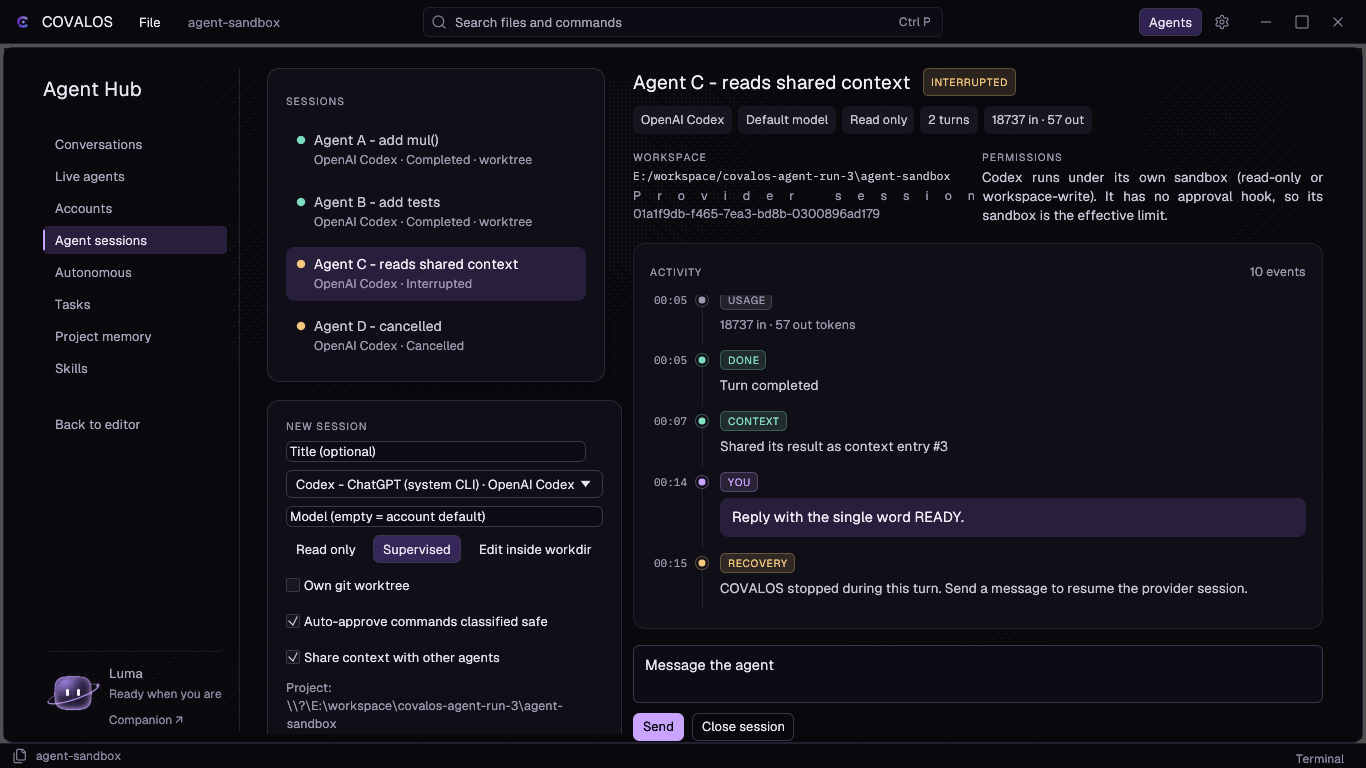 COVALOS File agent-sandbox Search files and commands Ctrl P Agents
Agent Hub
Conversations
Live agents
Accounts
Agent sessions
Autonomous
Tasks
Project memory
Skills
Back to editor
Luma
Ready when you are
Companion ↗
SESSIONS
Agent A - add mul()
OpenAI Codex · Completed · worktree
Agent B - add tests
OpenAI Codex · Completed · worktree
Agent C - reads shared context
OpenAI Codex · Interrupted
Agent D - cancelled
OpenAI Codex · Cancelled
NEW SESSION
Title (optional)
Codex - ChatGPT (system CLI) · OpenAI Codex
Model (empty = account default)
Read only Supervised Edit inside workdir
Own git worktree
Auto-approve commands classified safe
Share context with other agents
Project:
\\?\E:\workspace\covalos-agent-run-3\agent-
sandbox
Agent C - reads shared context INTERRUPTED
OpenAI Codex Default model Read only 2 turns 18737 in · 57 out
WORKSPACE
E:/workspace/covalos-agent-run-3\agent-sandbox
Provider session
01a1f9db-f465-7ea3-bd8b-0300896ad179
PERMISSIONS
Codex runs under its own sandbox (read-only or
workspace-write). It has no approval hook, so its
sandbox is the effective limit.
ACTIVITY 10 events
00:05 USAGE
18737 in · 57 out tokens
00:05 DONE
Turn completed
00:07 CONTEXT
Shared its result as context entry #3
00:14 YOU
Reply with the single word READY.
00:15 RECOVERY
COVALOS stopped during this turn. Send a message to resume the provider session.
Message the agent
Send Close session
agent-sandbox Terminal